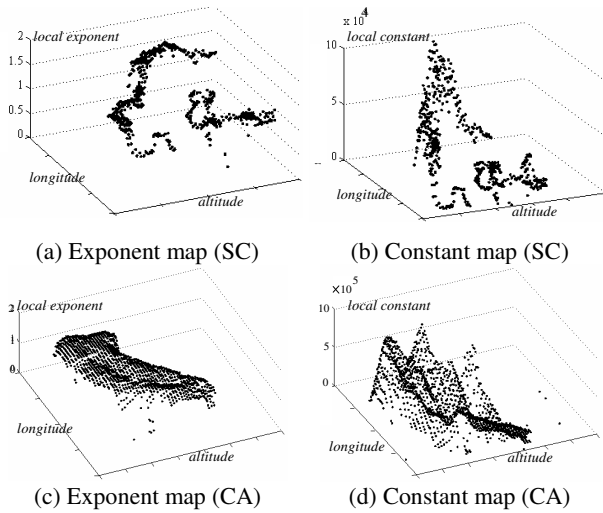 local exponent
2
1.5
1
0.5
0
longitude
altitude
(a) Exponent map (SC)
x 10^4
10
local constant
5
0
longitude
altitude
(b) Constant map (SC)
local exponent
2
1
0
longitude
altitude
(c) Exponent map (CA)
×10^5
10
local constant
5
0
longitude
altitude
(d) Constant map (CA)